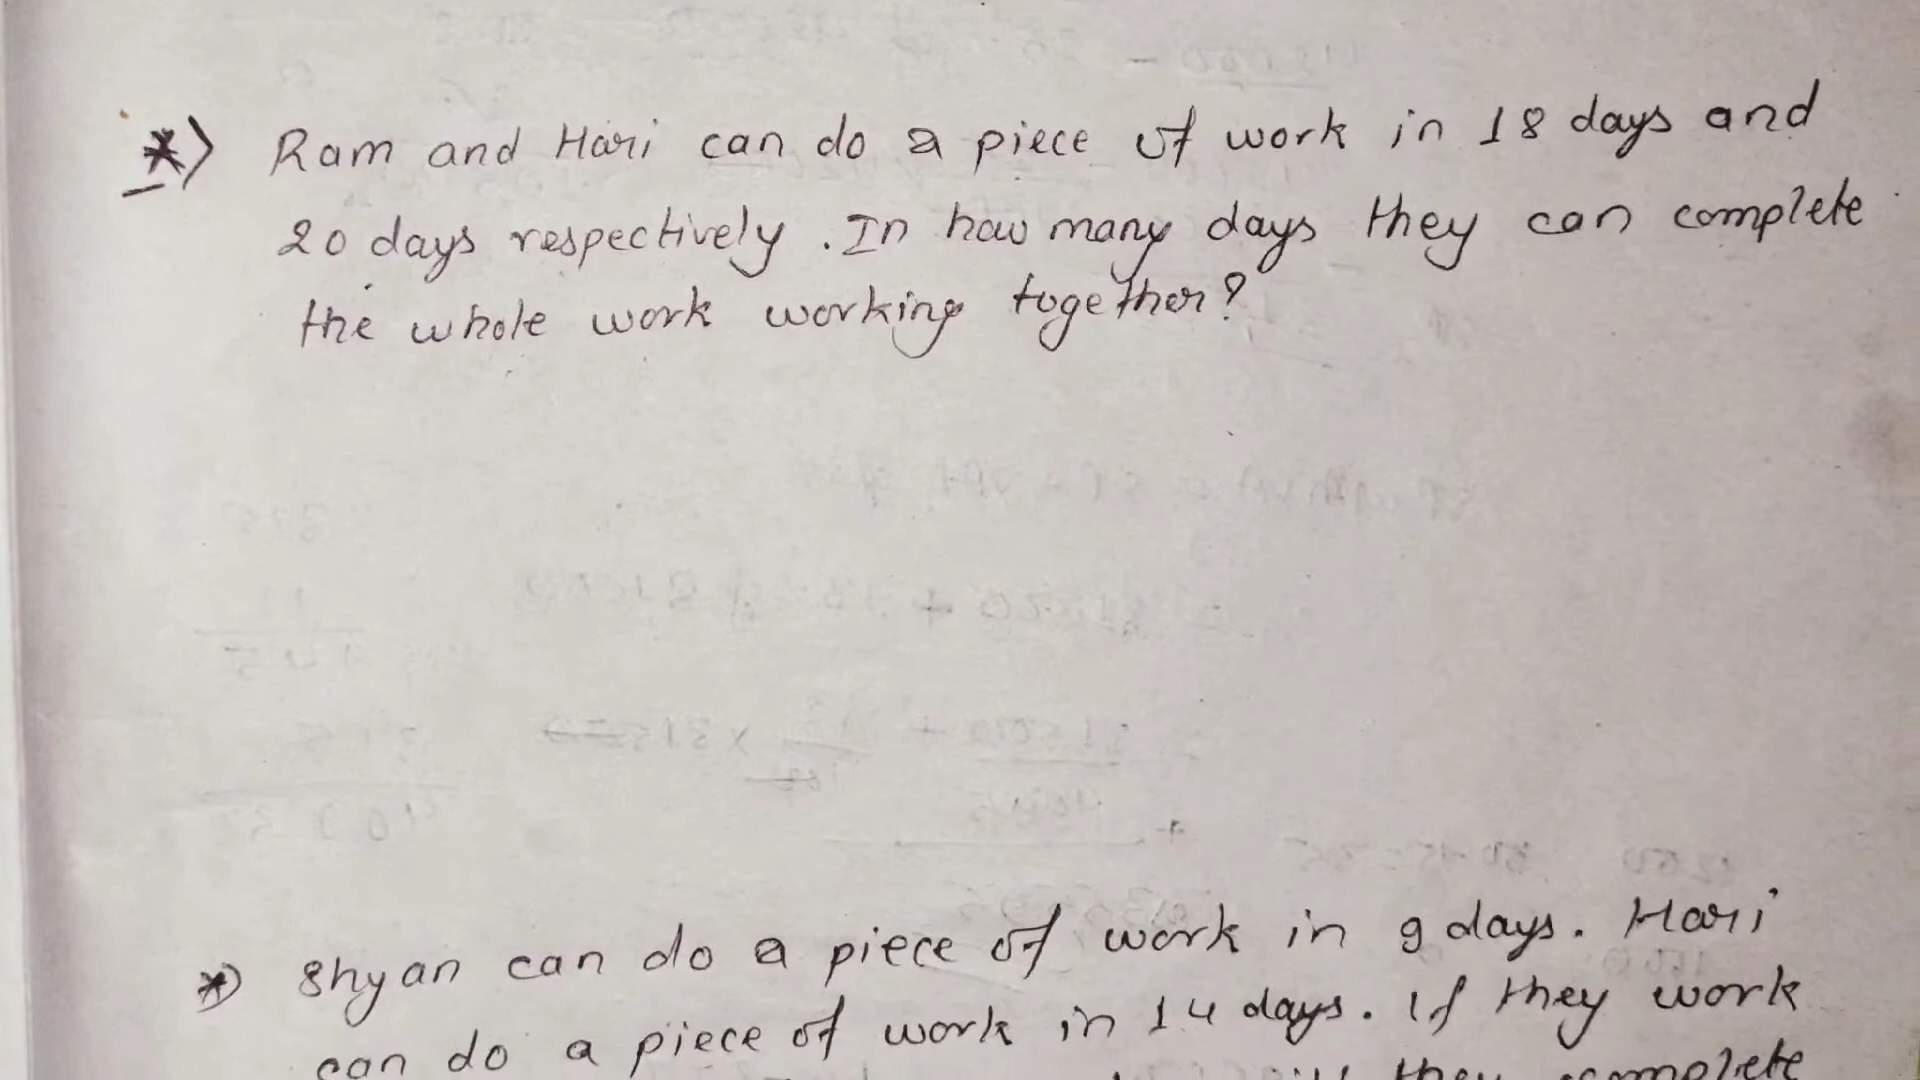 *) Ram and Hari can do a piece of work in 18 days and
20 days respectively. In how many days they can complete
the whole work working together?
*) Shyan can do a piece of work in 9 days. Hari
can do a piece of work in 14 days. If they work
they complete